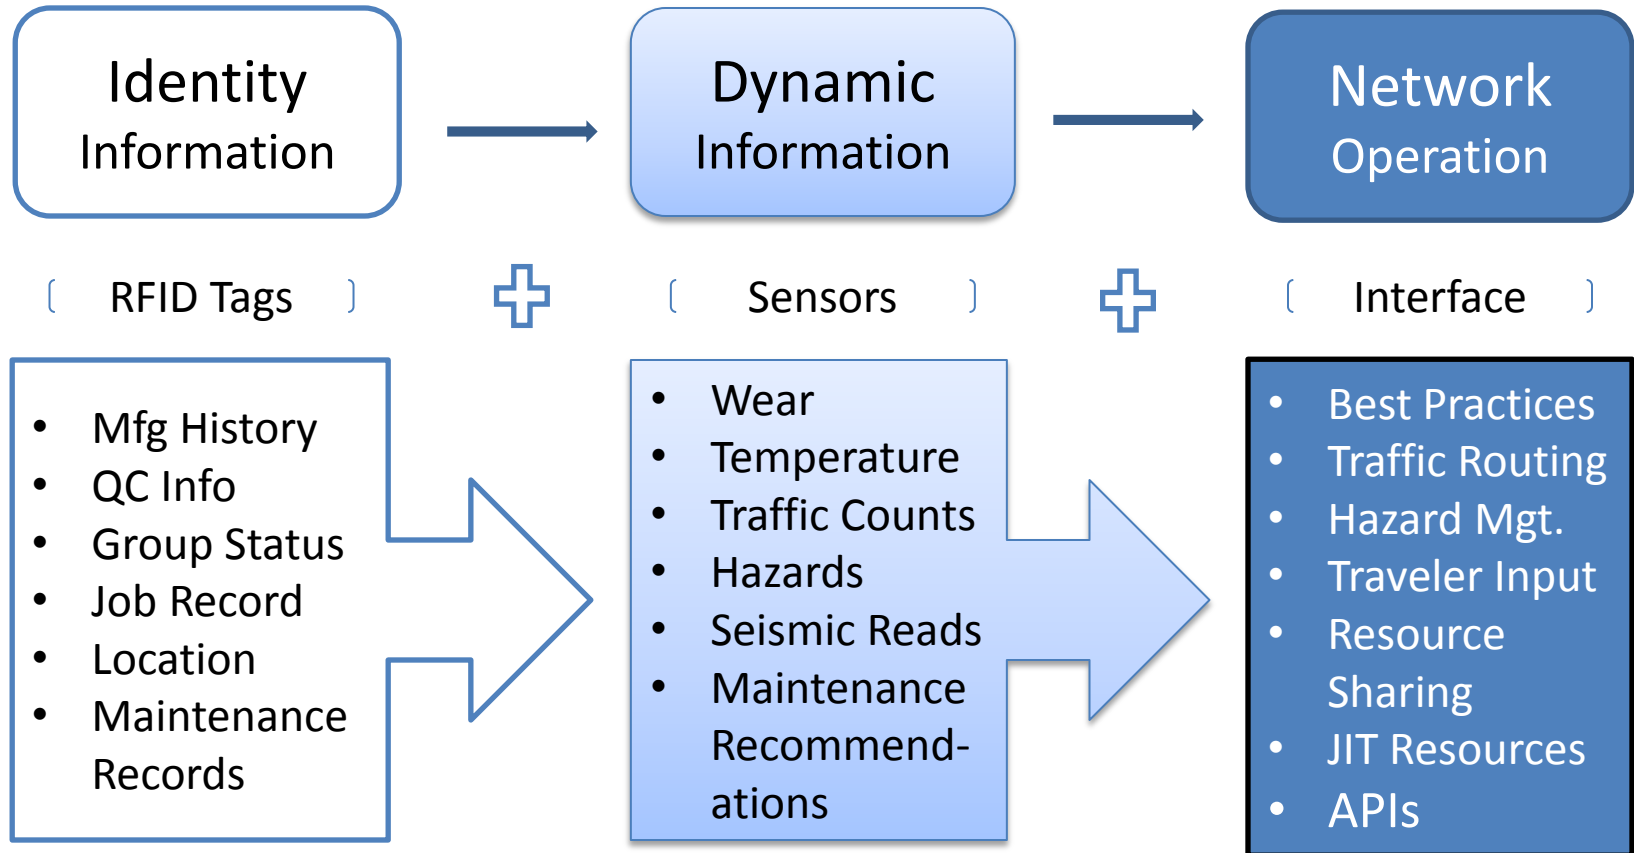 Identity
Information
Dynamic
Information
Network
Operation
[ RFID Tags ]
[ Sensors ]
[ Interface ]
• Mfg History
• QC Info
• Group Status
• Job Record
• Location
• Maintenance
Records
• Wear
• Temperature
• Traffic Counts
• Hazards
• Seismic Reads
• Maintenance
Recommend-
ations
• Best Practices
• Traffic Routing
• Hazard Mgt.
• Traveler Input
• Resource
Sharing
• JIT Resources
• APIs